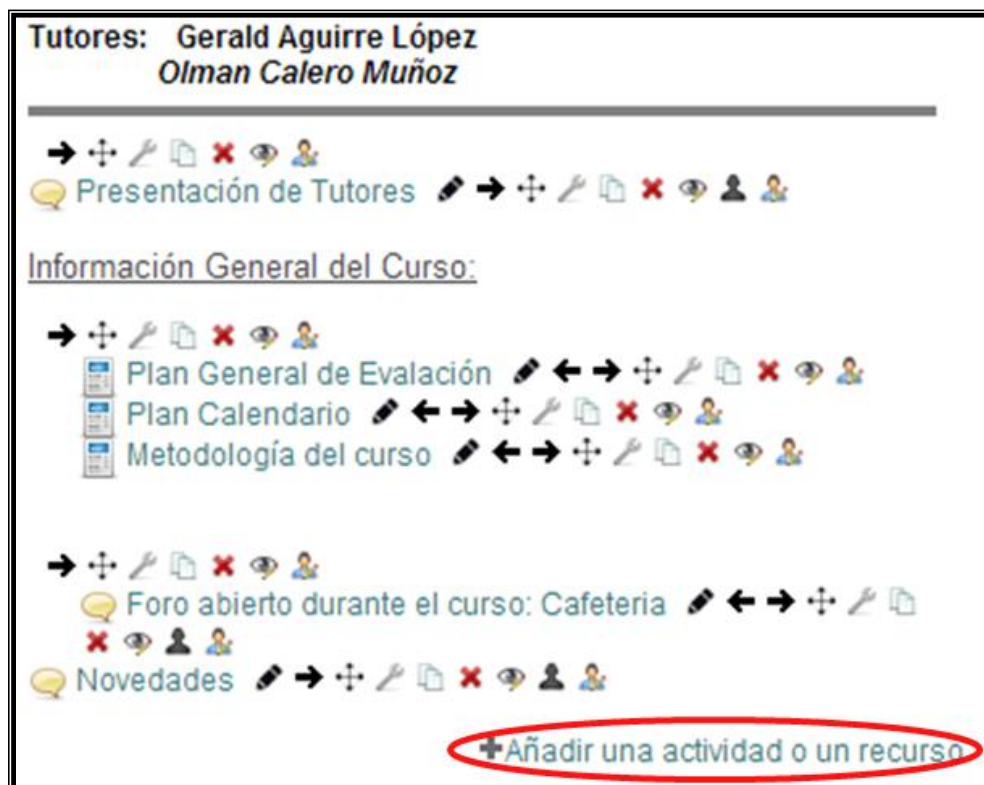 Tutores: Gerald Aguirre López
Olman Calero Muñoz
Presentación de Tutores
Información General del Curso:
Plan General de Evalación
Plan Calendario
Metodología del curso
Foro abierto durante el curso: Cafeteria
Novedades
+Añadir una actividad o un recurso